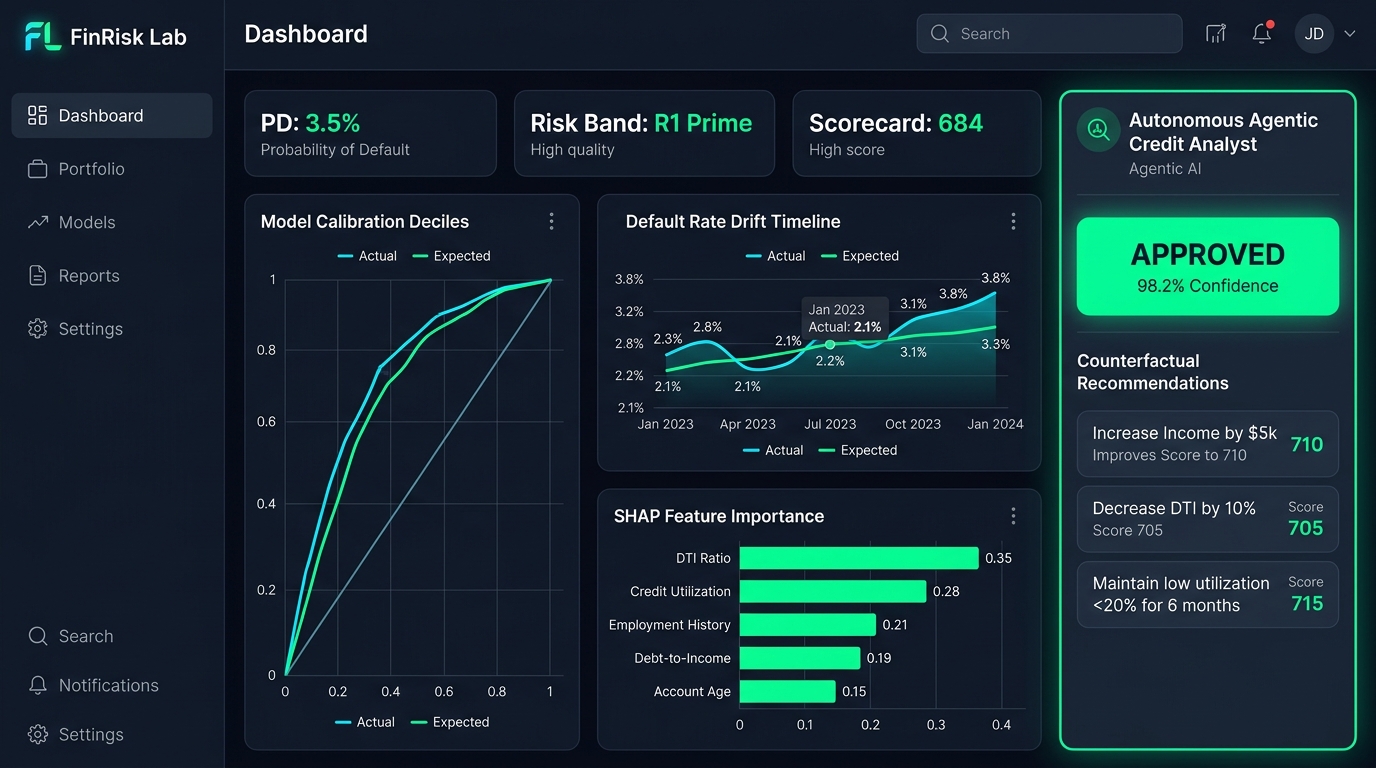 FinRisk Lab
Dashboard
Search
JD
Dashboard
Portfolio
Models
Reports
Settings
Search
Notifications
Settings
PD: 3.5%
Probability of Default
Risk Band: R1 Prime
High quality
Scorecard: 684
High score
Model Calibration Deciles
Actual Expected
1
0.8
0.6
0.4
0.2
0
0 0.2 0.4 0.6 0.8 1
Actual Expected
Default Rate Drift Timeline
Actual Expected
3.8%
3.2%
2.8%
2.2%
2.1%
2.3%
2.8%
2.1%
2.1%
2.1%
Jan 2023
Actual: 2.1%
2.2%
3.1%
3.8%
3.8%
3.1%
3.3%
Jan 2023 Apr 2023 Jul 2023 Oct 2023 Jan 2024
Actual Expected
SHAP Feature Importance
DTI Ratio 0.35
Credit Utilization 0.28
Employment History 0.21
Debt-to-Income 0.19
Account Age 0.15
0 0.1 0.2 0.3 0.4
Autonomous Agentic
Credit Analyst
Agentic AI
APPROVED
98.2% Confidence
Counterfactual
Recommendations
Increase Income by $5k
Improves Score to 710
710
Decrease DTI by 10%
Score 705
Score
705
Maintain low utilization
<20% for 6 months
Score
715